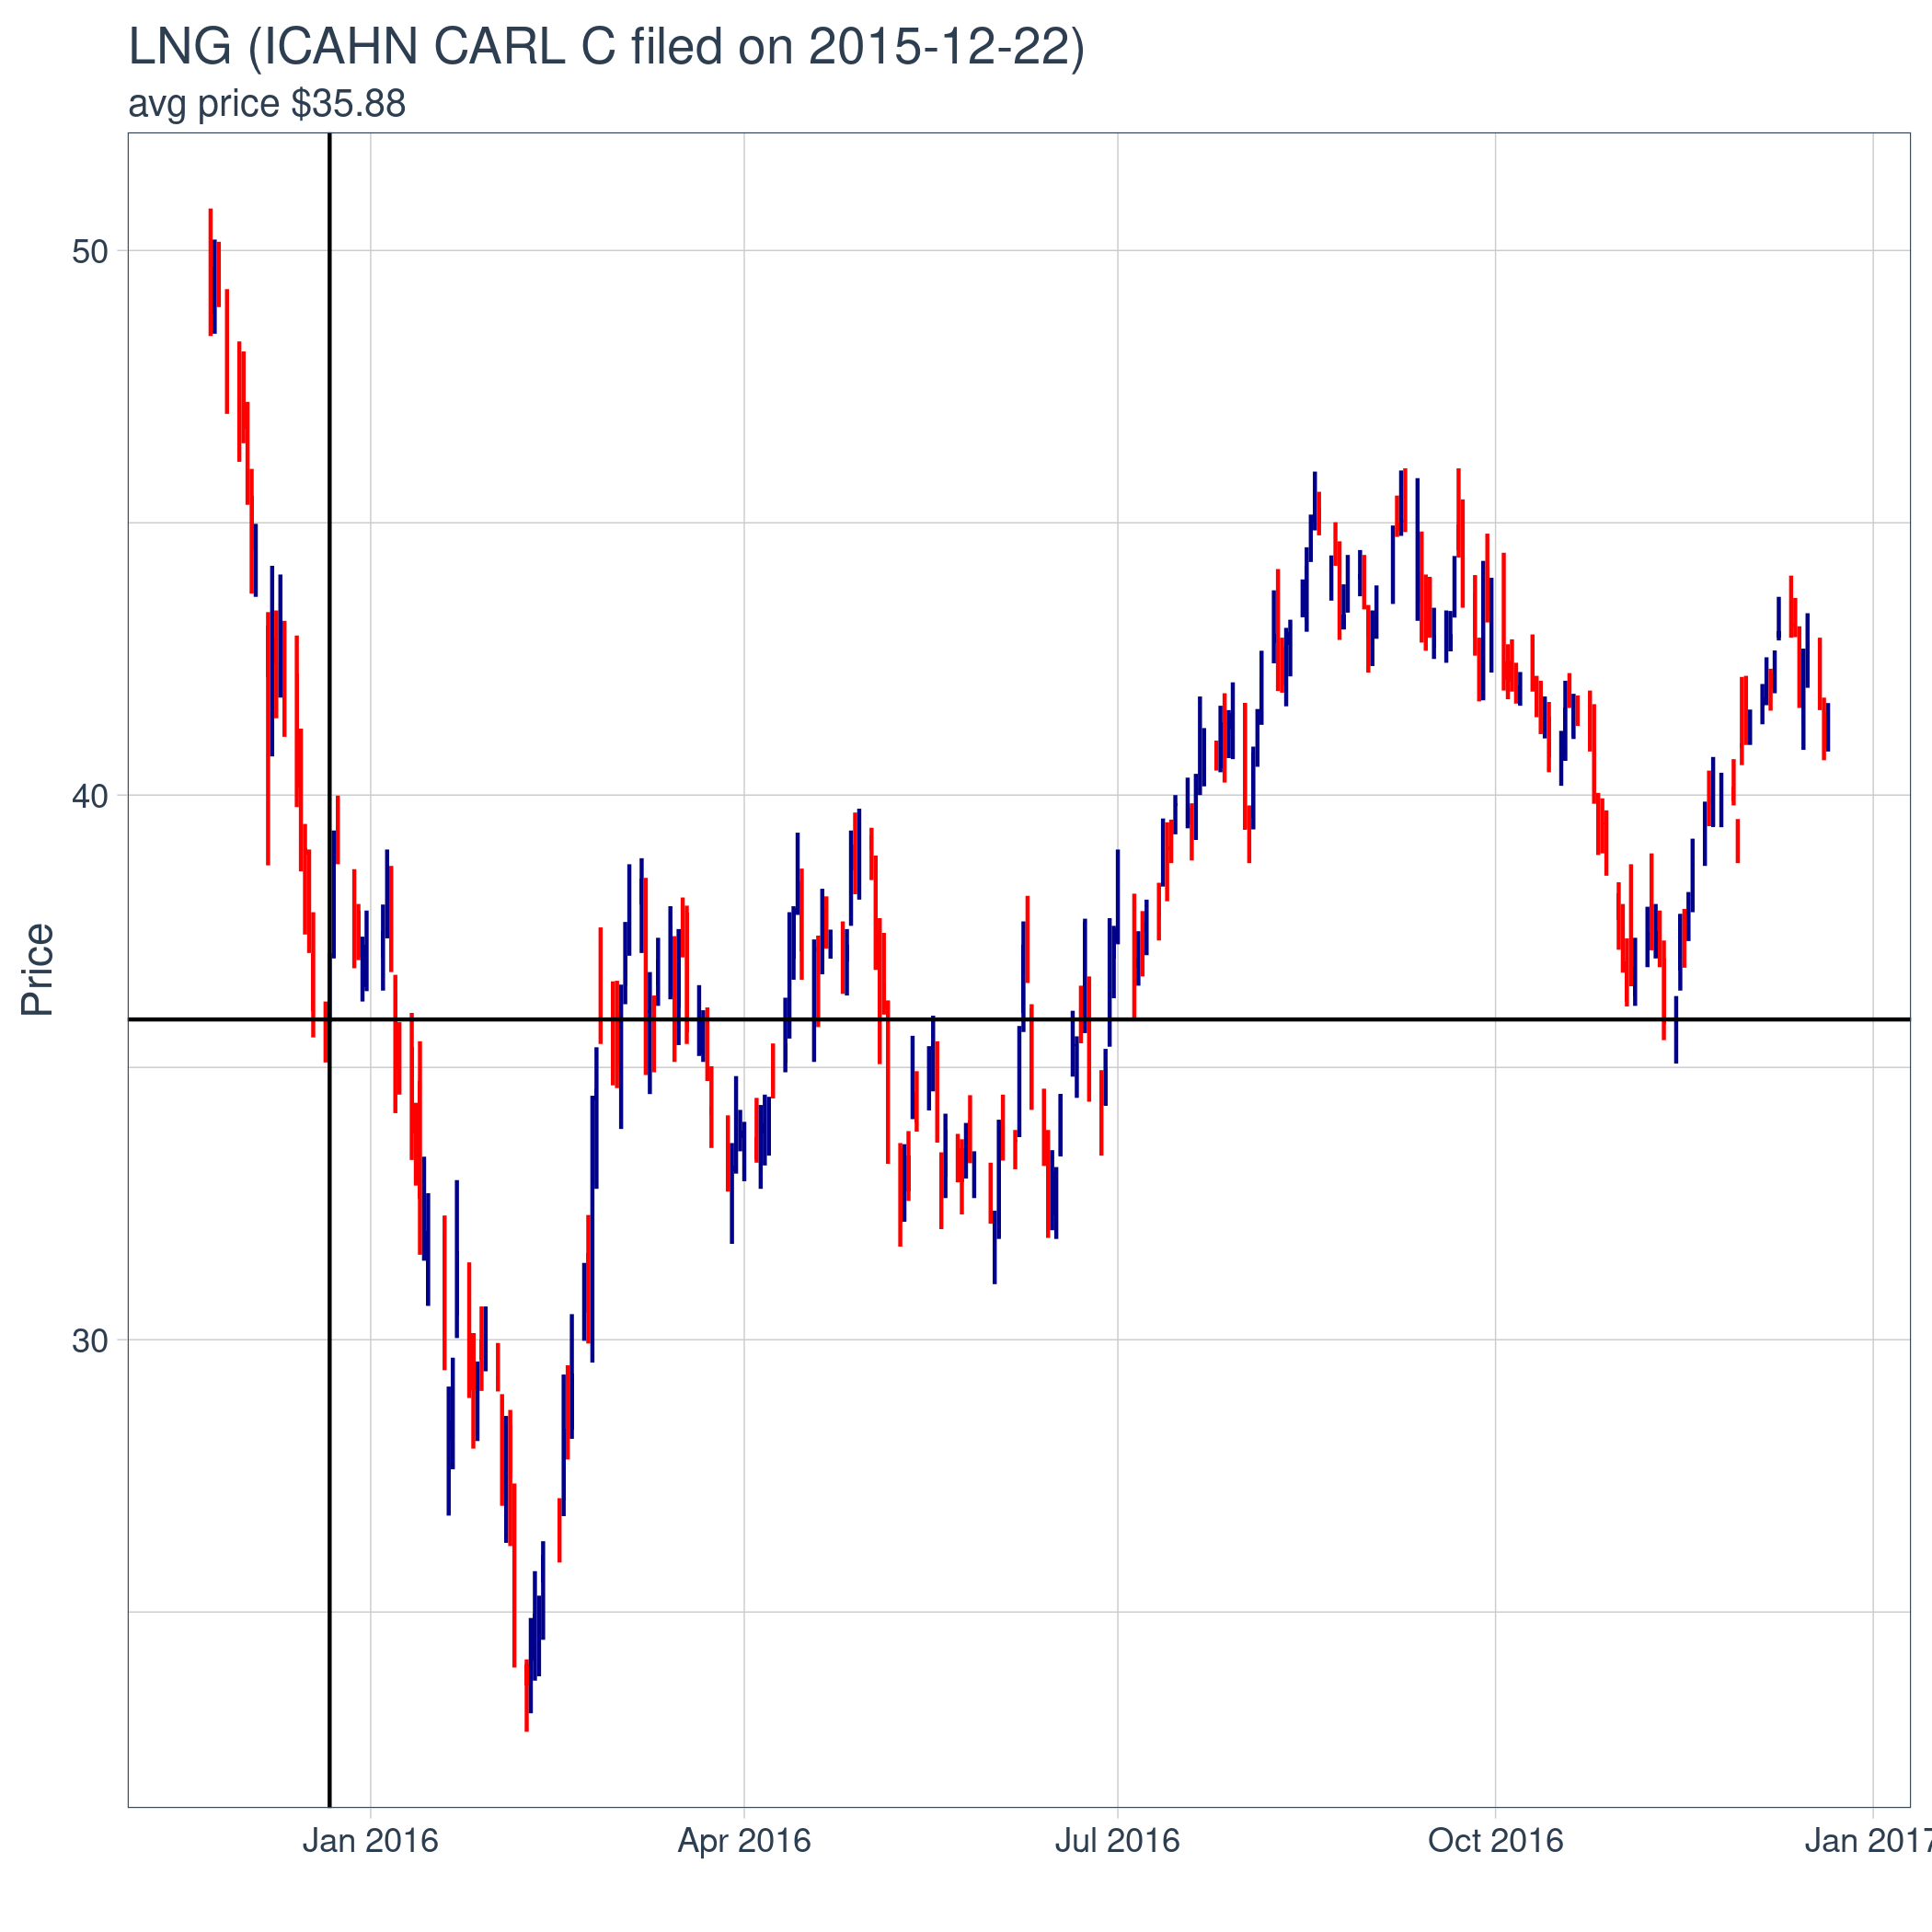 LNG (ICAHN CARL C filed on 2015-12-22)
avg price $35.88
50
40
30
Price
Jan 2016
Apr 2016
Jul 2016
Oct 2016
Jan 2017